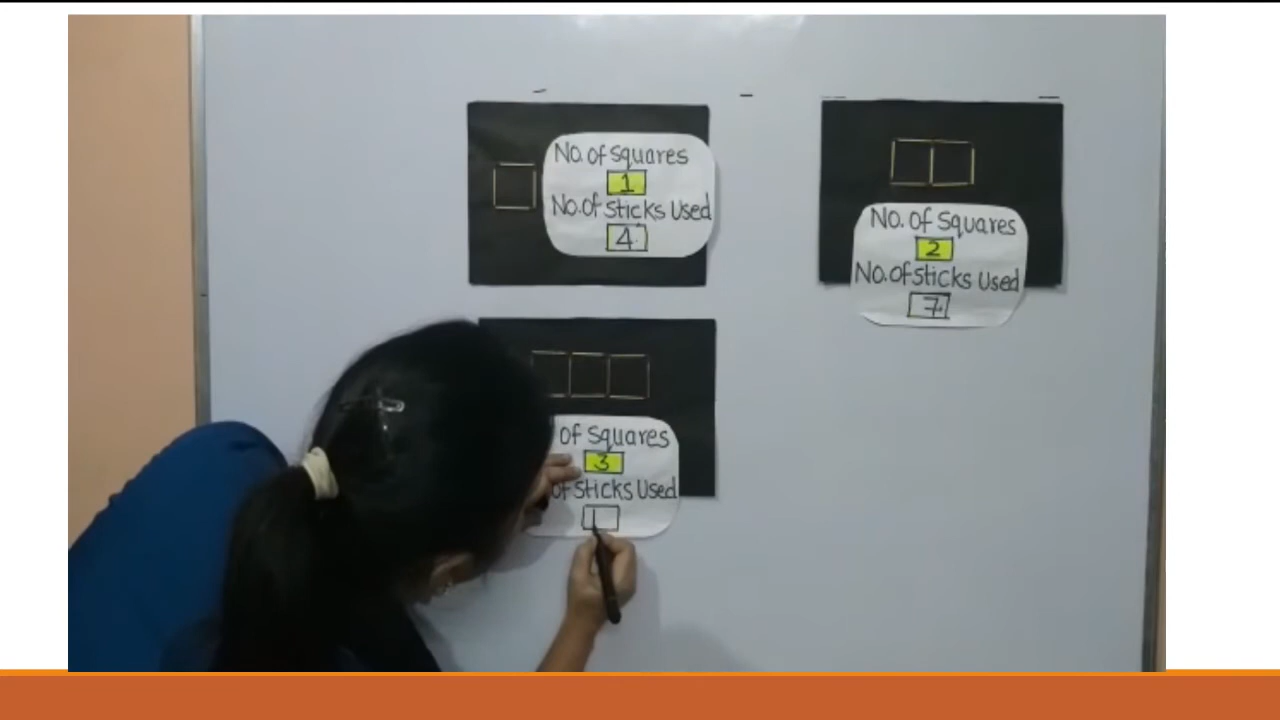 No. of squares
1
No. of sticks Used
4.
No. of squares
2
No. of sticks Used
7.
of squares
3
of sticks Used
1